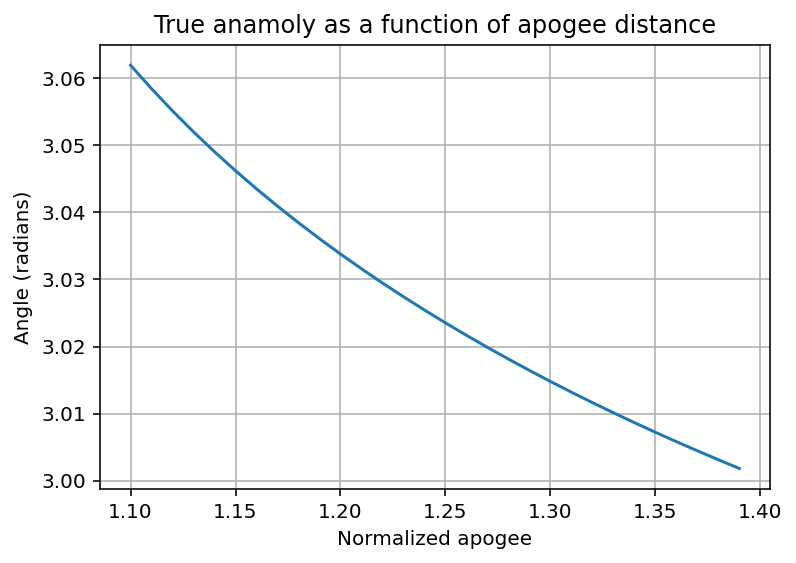 True anamoly as a function of apogee distance
3.06
3.05
3.04
3.03
3.02
3.01
3.00
Angle (radians)
1.10 1.15 1.20 1.25 1.30 1.35 1.40
Normalized apogee